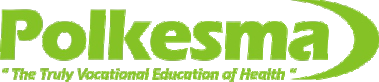 Polkesma
" The Truly Vocational Education of Health "